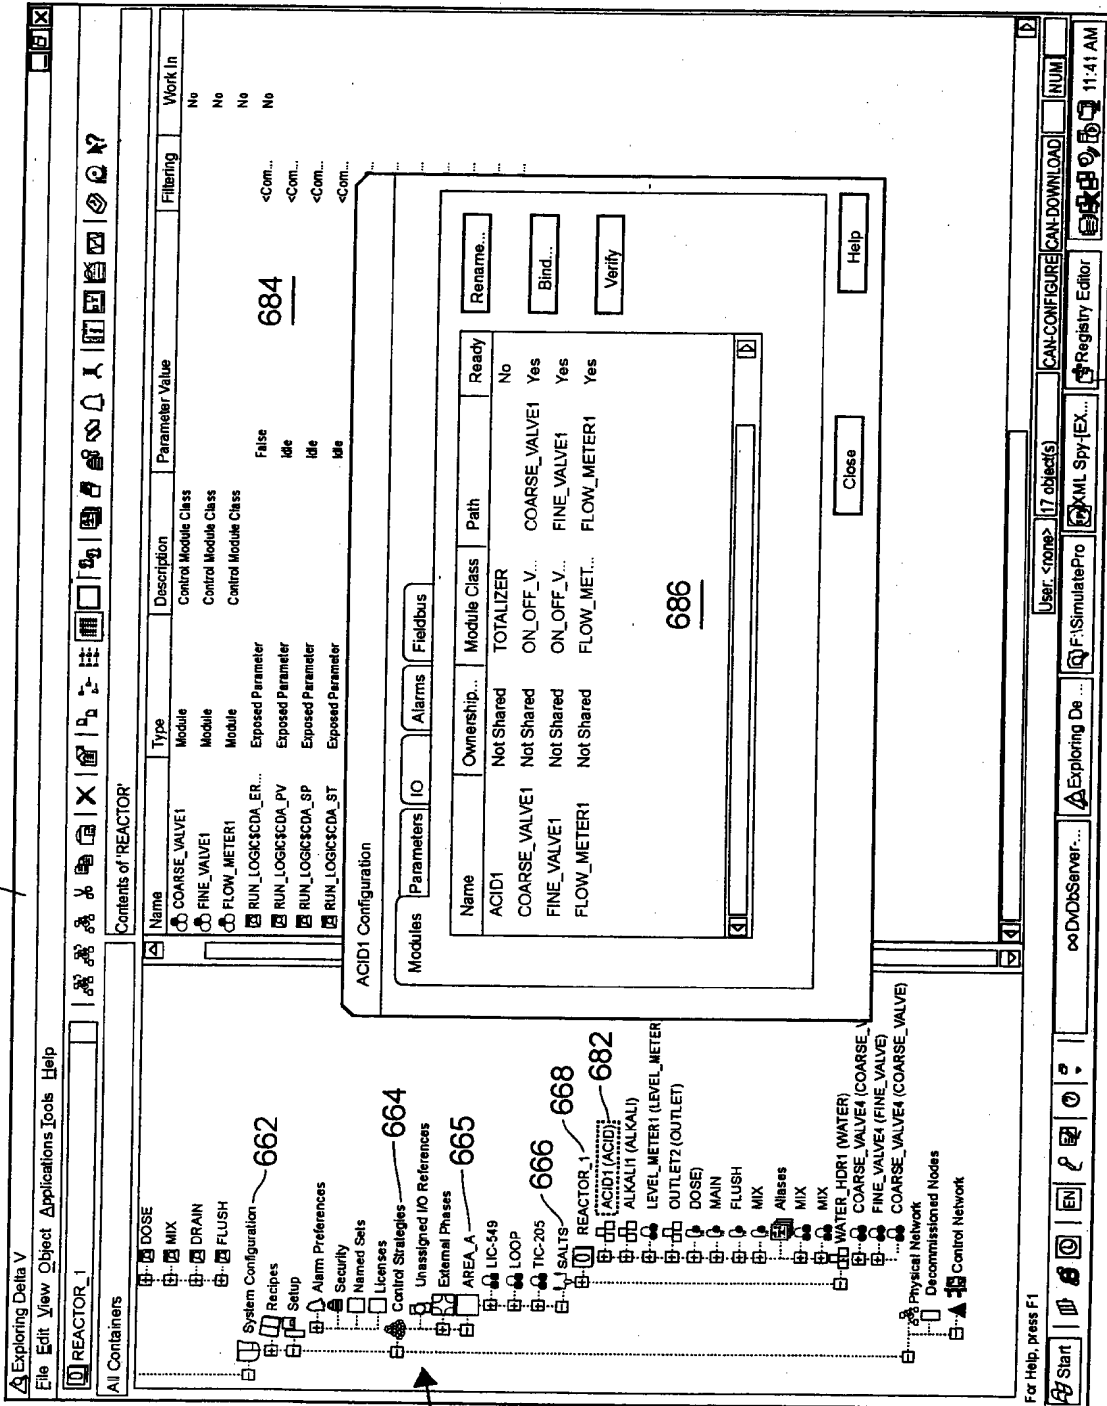 Exploring Delta V
File Edit View Object Applications Tools Help
REACTOR_1
All Containers
Contents of 'REACTOR'
DOSE
MIX
DRAIN
FLUSH
System Configuration
662
Recipes
Setup
Alarm Preferences
Security
Named Sets
Licenses
Control Strategies
664
Unassigned I/O References
External Phases
AREA_A
665
LIC-549
LOOP
TIC-205
SALTS
666
REACTOR_1
668
ACID1 (ACID)
682
ALKALI1 (ALKALI)
LEVEL_METER1 (LEVEL_METER
OUTLET2 (OUTLET)
DOSE)
MAIN
FLUSH
MIX
Aliases
MIX
MIX
WATER_HDR1 (WATER)
COARSE_VALVE4 (COARSE_V
FINE_VALVE4 (FINE_VALVE)
COARSE_VALVE4 (COARSE_VALVE)
Physical Network
Decommissioned Nodes
Control Network
Name Type Description Parameter Value Filtering Work In
COARSE_VALVE1 Module Control Module Class No
FINE_VALVE1 Module Control Module Class No
FLOW_METER1 Module Control Module Class No
RUN_LOGIC$CDA_ER... Exposed Parameter False <Com... No
RUN_LOGIC$CDA_PV Exposed Parameter Idle <Com...
RUN_LOGIC$CDA_SP Exposed Parameter Idle <Com...
RUN_LOGIC$CDA_ST Exposed Parameter Idle <Com...
684
ACID1 Configuration
Modules Parameters IO Alarms Fieldbus
Name Ownership... Module Class Path Ready
ACID1 Not Shared TOTALIZER No
COARSE_VALVE1 Not Shared ON_OFF_V... COARSE_VALVE1 Yes
FINE_VALVE1 Not Shared ON_OFF_V... FINE_VALVE1 Yes
FLOW_METER1 Not Shared FLOW_MET... FLOW_METER1 Yes
686
Rename...
Bind...
Verify
Close Help
For Help, press F1
User: <none> 17 object(s) CAN-CONFIGURE CAN-DOWNLOAD NUM
Start EN DvDbServer-... Exploring De ... F:\SimulatePro XML Spy-[EX... Registry Editor 11:41 AM